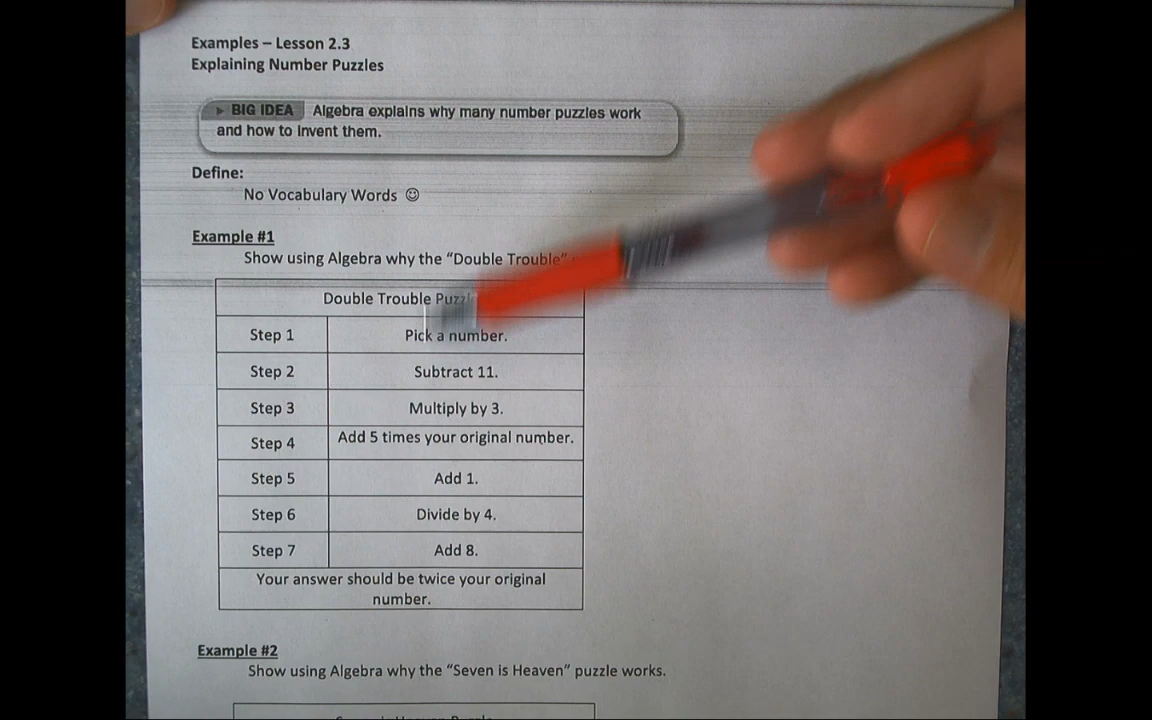 Examples – Lesson 2.3
Explaining Number Puzzles
▸ BIG IDEA Algebra explains why many number puzzles work
and how to invent them.
Define:
No Vocabulary Words ☺
Example #1
Show using Algebra why the “Double Trouble”
Double Trouble
Step 1 Pick a number.
Step 2 Subtract 11.
Step 3 Multiply by 3.
Step 4 Add 5 times your original number.
Step 5 Add 1.
Step 6 Divide by 4.
Step 7 Add 8.
Your answer should be twice your original
number.
Example #2
Show using Algebra why the “Seven is Heaven” puzzle works.